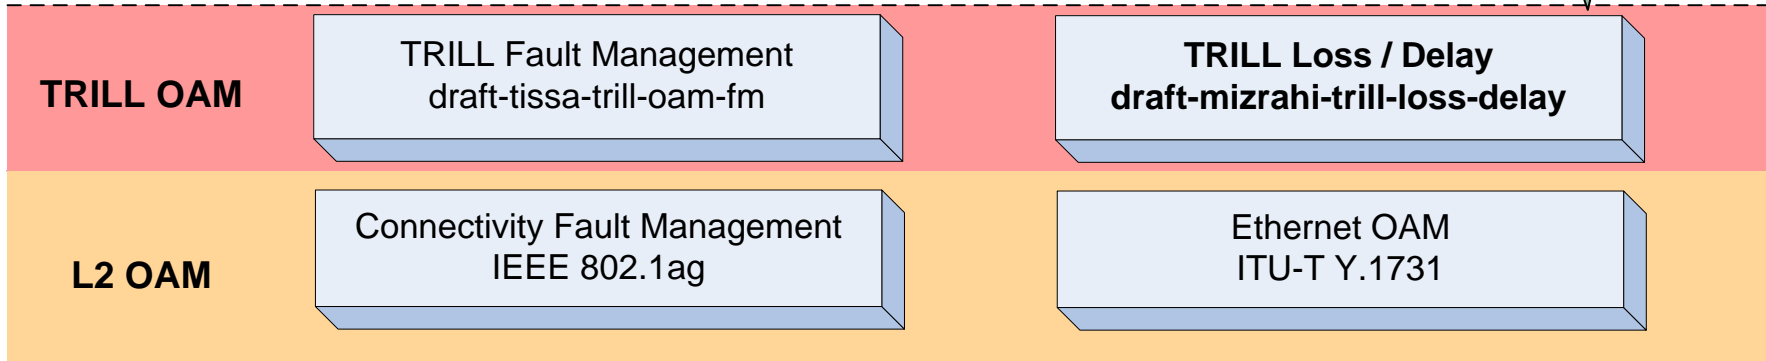 TRILL OAM
TRILL Fault Management
draft-tissa-trill-oam-fm
TRILL Loss / Delay
draft-mizrahi-trill-loss-delay
L2 OAM
Connectivity Fault Management
IEEE 802.1ag
Ethernet OAM
ITU-T Y.1731